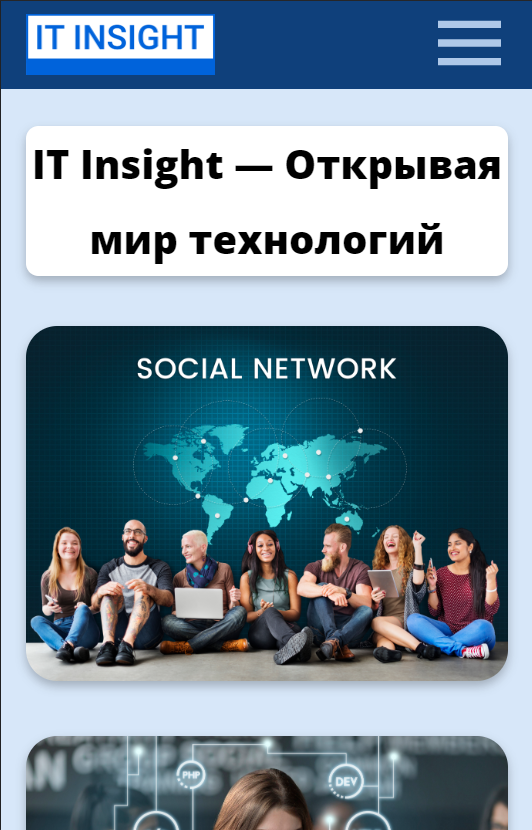 IT INSIGHT
IT Insight — Открывая
мир технологий
SOCIAL NETWORK
PHP
DEV